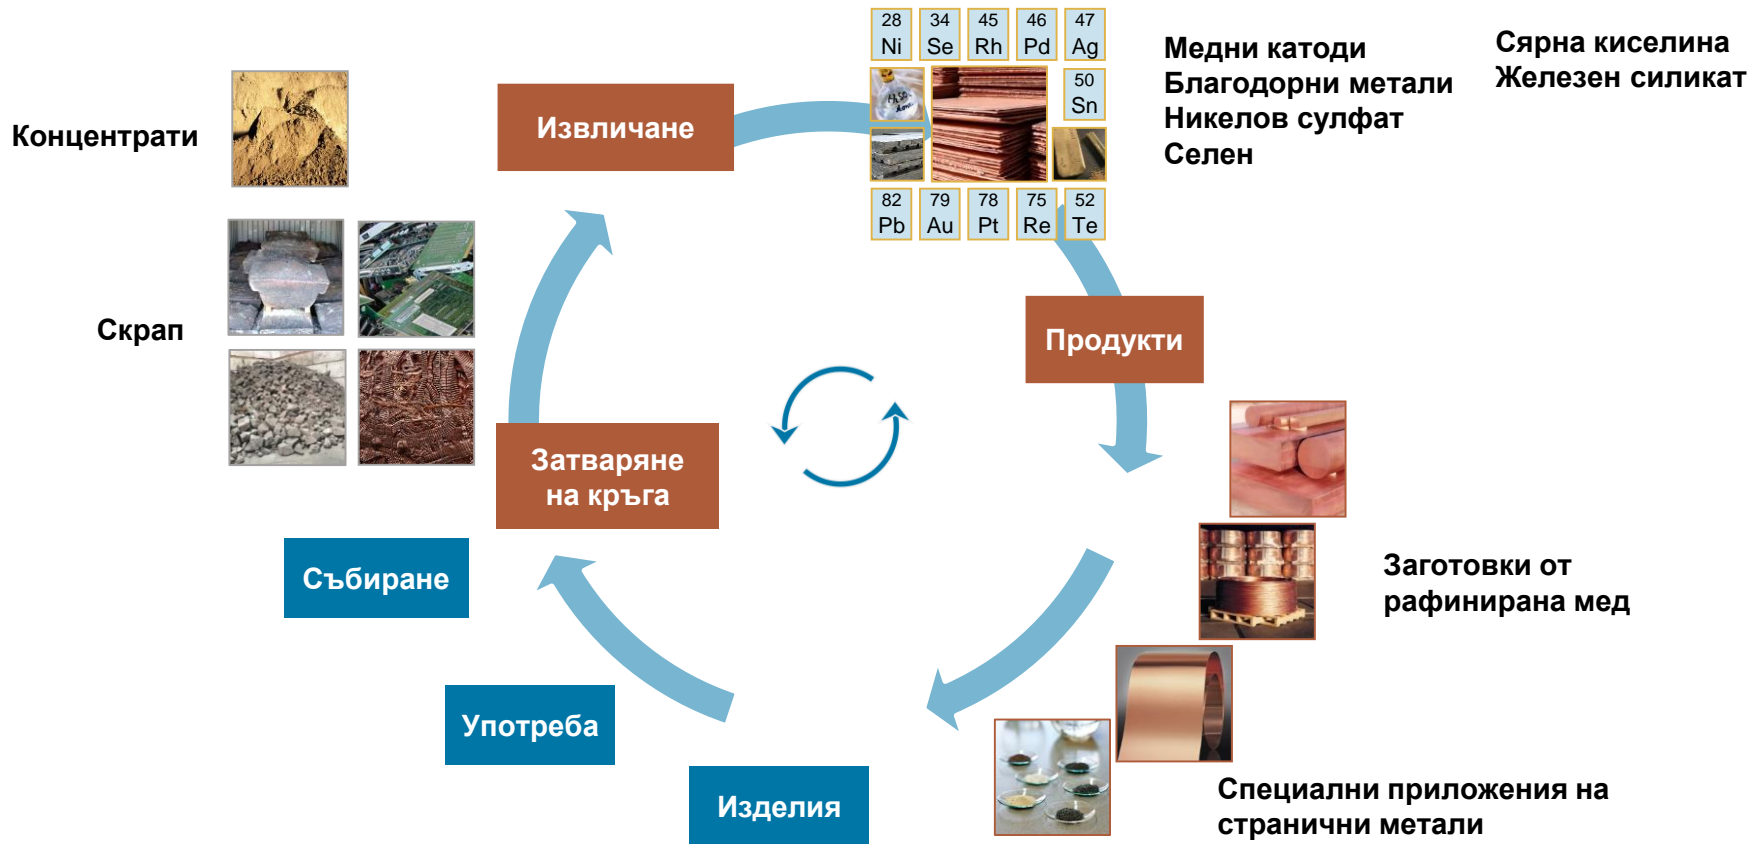 28 34 45 46 47
Ni Se Rh Pd Ag
50
Sn
82 79 78 75 52
Pb Au Pt Re Te
Медни катоди
Благодорни метали
Никелов сулфат
Селен
Сярна киселина
Железен силикат
Концентрати
Извличане
Скрап
Продукти
Затваряне
на кръга
Събиране
Заготовки от
рафинирана мед
Употреба
Изделия
Специални приложения на
странични метали